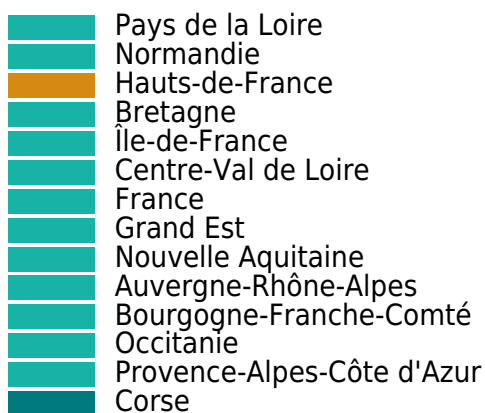 Pays de la Loire
Normandie
Hauts-de-France
Bretagne
Île-de-France
Centre-Val de Loire
France
Grand Est
Nouvelle Aquitaine
Auvergne-Rhône-Alpes
Bourgogne-Franche-Comté
Occitanie
Provence-Alpes-Côte d'Azur
Corse